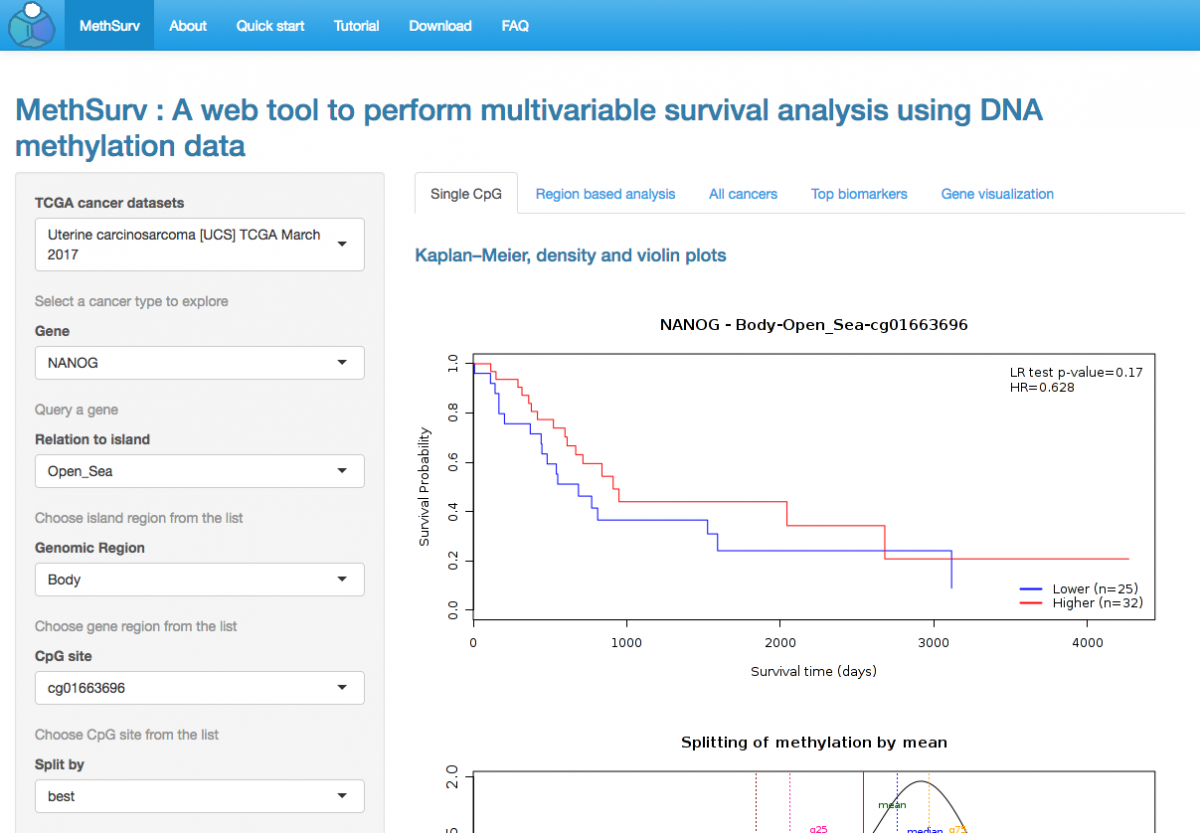 MethSurv About Quick start Tutorial Download FAQ
MethSurv : A web tool to perform multivariable survival analysis using DNA
methylation data
TCGA cancer datasets
Uterine carcinosarcoma [UCS] TCGA March
2017
Select a cancer type to explore
Gene
NANOG
Query a gene
Relation to island
Open_Sea
Choose island region from the list
Genomic Region
Body
Choose gene region from the list
CpG site
cg01663696
Choose CpG site from the list
Split by
best
Single CpG Region based analysis All cancers Top biomarkers Gene visualization
Kaplan–Meier, density and violin plots
NANOG - Body-Open_Sea-cg01663696
LR test p-value=0.17
HR=0.628
Survival Probability
1.0
0.8
0.6
0.4
0.2
0.0
Lower (n=25)
Higher (n=32)
0 1000 2000 3000 4000
Survival time (days)
Splitting of methylation by mean
2.0
mean
q25 median q75